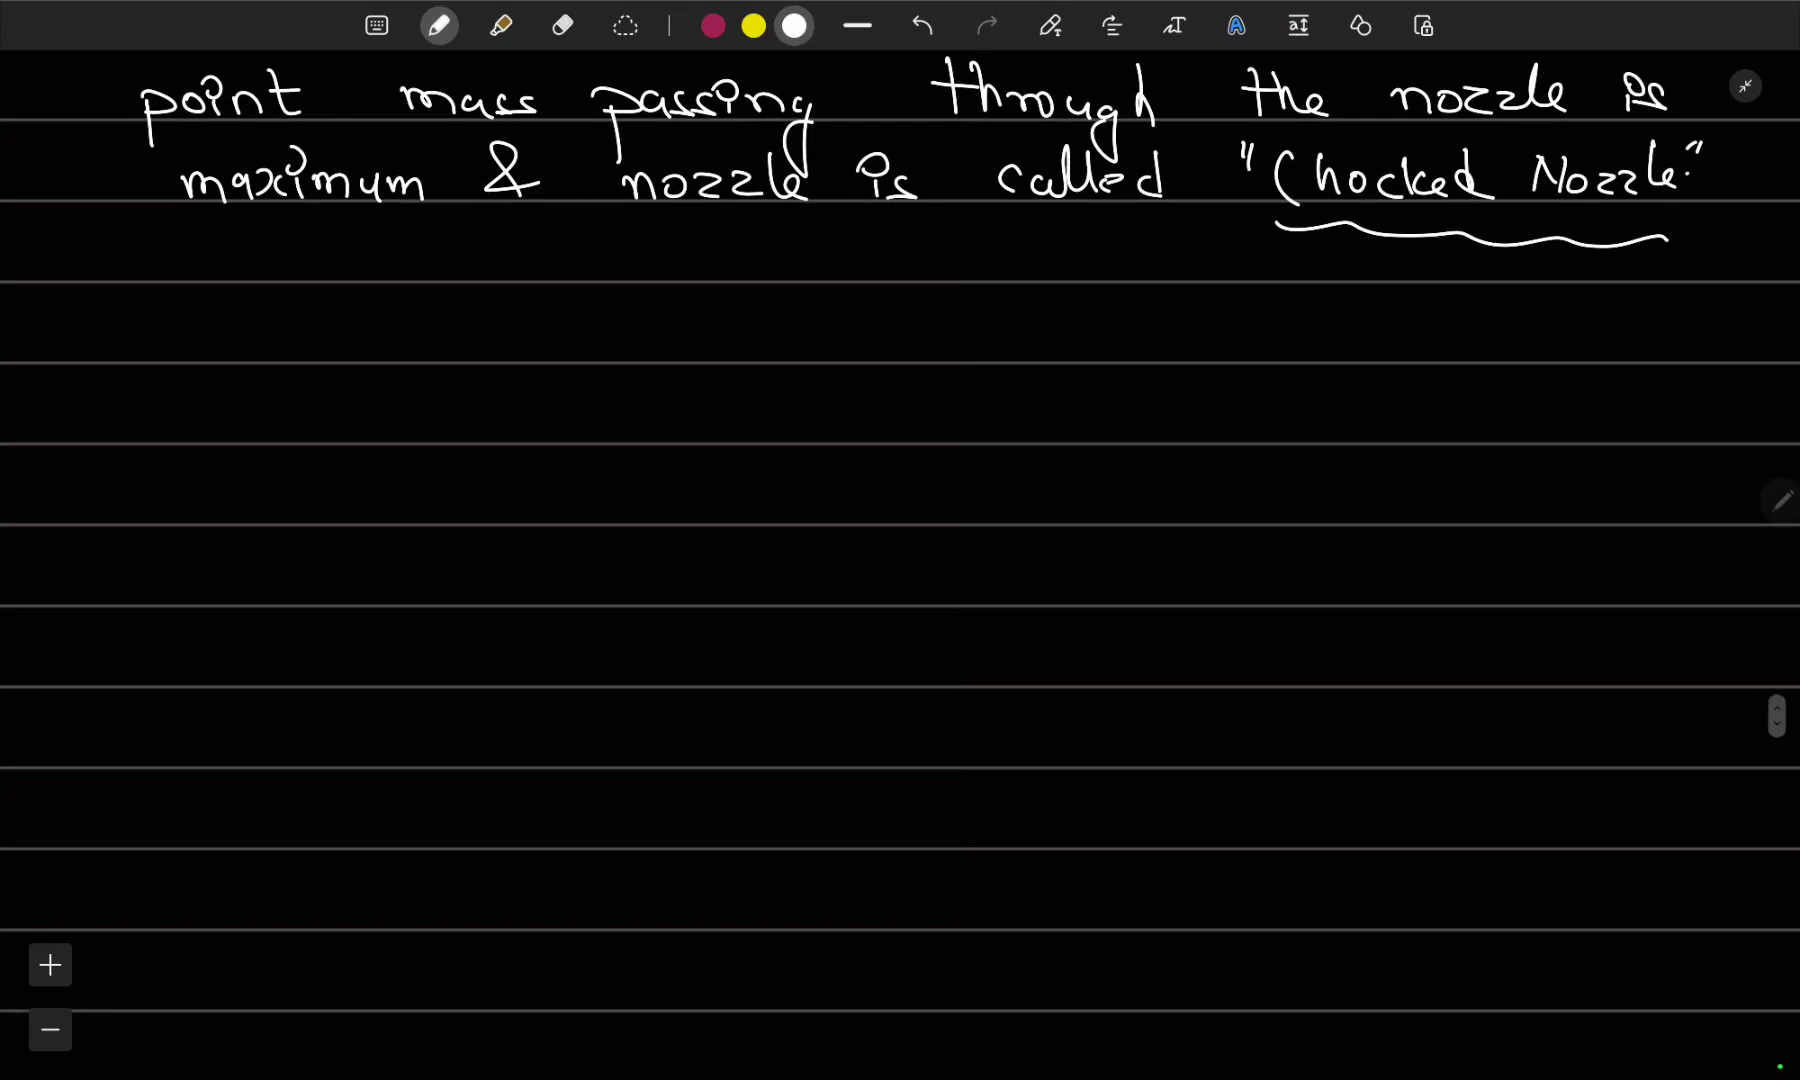 point mass passing through the nozzle is
maximum & nozzle is called "Chocked Nozzle."